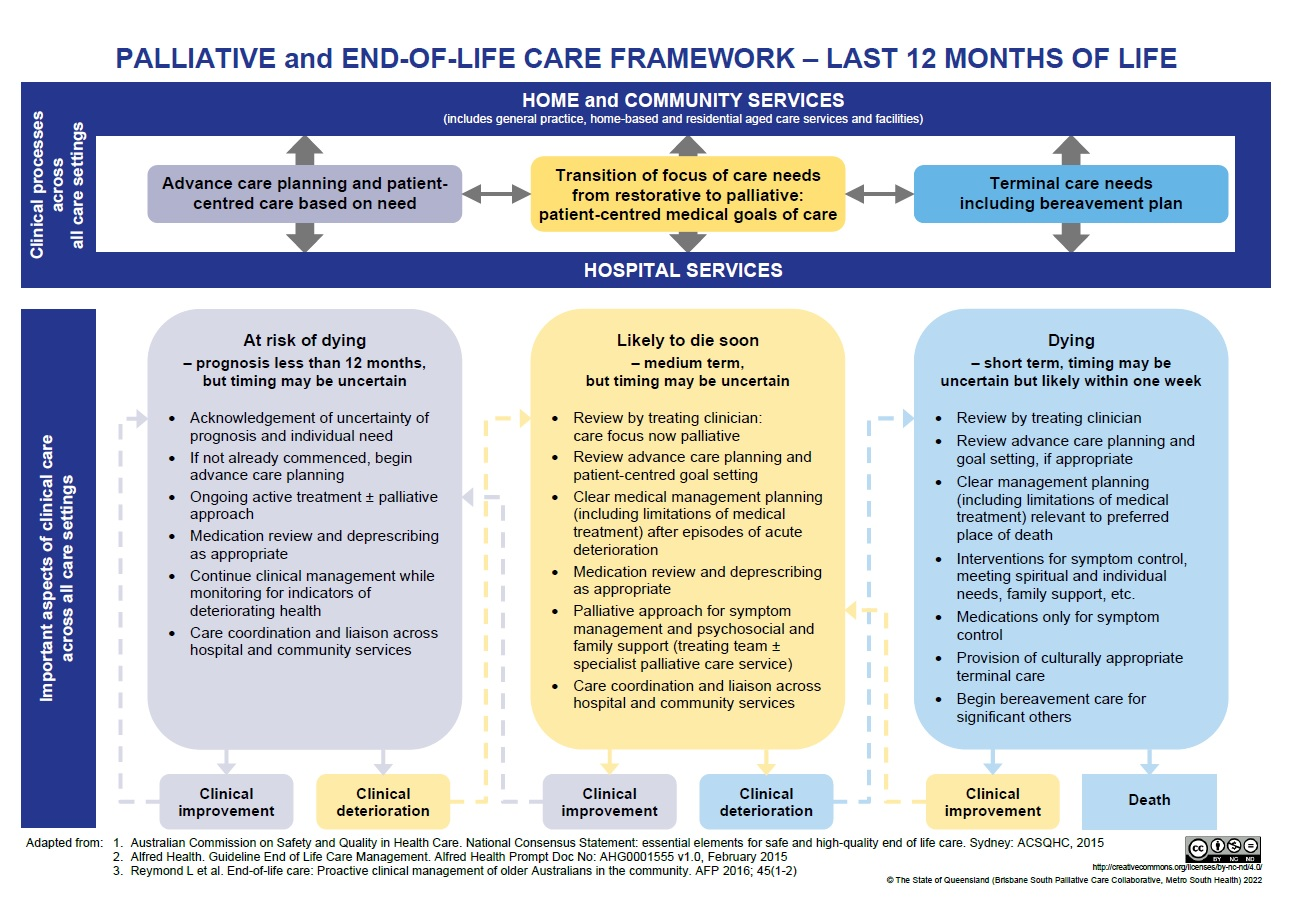 PALLIATIVE and END-OF-LIFE CARE FRAMEWORK – LAST 12 MONTHS OF LIFE
Clinical processes
across
all care settings
HOME and COMMUNITY SERVICES
(includes general practice, home-based and residential aged care services and facilities)
Advance care planning and patient-
centred care based on need
Transition of focus of care needs
from restorative to palliative:
patient-centred medical goals of care
Terminal care needs
including bereavement plan
HOSPITAL SERVICES
Important aspects of clinical care
across all care settings
At risk of dying
– prognosis less than 12 months,
but timing may be uncertain
• Acknowledgement of uncertainty of
prognosis and individual need
• If not already commenced, begin
advance care planning
• Ongoing active treatment ± palliative
approach
• Medication review and deprescribing
as appropriate
• Continue clinical management while
monitoring for indicators of
deteriorating health
• Care coordination and liaison across
hospital and community services
Clinical
improvement
Clinical
deterioration
Likely to die soon
– medium term,
but timing may be uncertain
• Review by treating clinician:
care focus now palliative
• Review advance care planning and
patient-centred goal setting
• Clear medical management planning
(including limitations of medical
treatment) after episodes of acute
deterioration
• Medication review and deprescribing
as appropriate
• Palliative approach for symptom
management and psychosocial and
family support (treating team ±
specialist palliative care service)
• Care coordination and liaison across
hospital and community services
Clinical
improvement
Clinical
deterioration
Dying
– short term, timing may be
uncertain but likely within one week
• Review by treating clinician
• Review advance care planning and
goal setting, if appropriate
• Clear management planning
(including limitations of medical
treatment) relevant to preferred
place of death
• Interventions for symptom control,
meeting spiritual and individual
needs, family support, etc.
• Medications only for symptom
control
• Provision of culturally appropriate
terminal care
• Begin bereavement care for
significant others
Clinical
improvement
Death
Adapted from: 1. Australian Commission on Safety and Quality in Health Care. National Consensus Statement: essential elements for safe and high-quality end of life care. Sydney: ACSQHC, 2015
2. Alfred Health. Guideline End of Life Care Management. Alfred Health Prompt Doc No: AHG0001555 v1.0, February 2015
3. Reymond L et al. End-of-life care: Proactive clinical management of older Australians in the community. AFP 2016; 45(1-2)
cc BY NC ND
http://creativecommons.org/licenses/by-nc-nd/4.0/
© The State of Queensland (Brisbane South Palliative Care Collaborative, Metro South Health) 2022